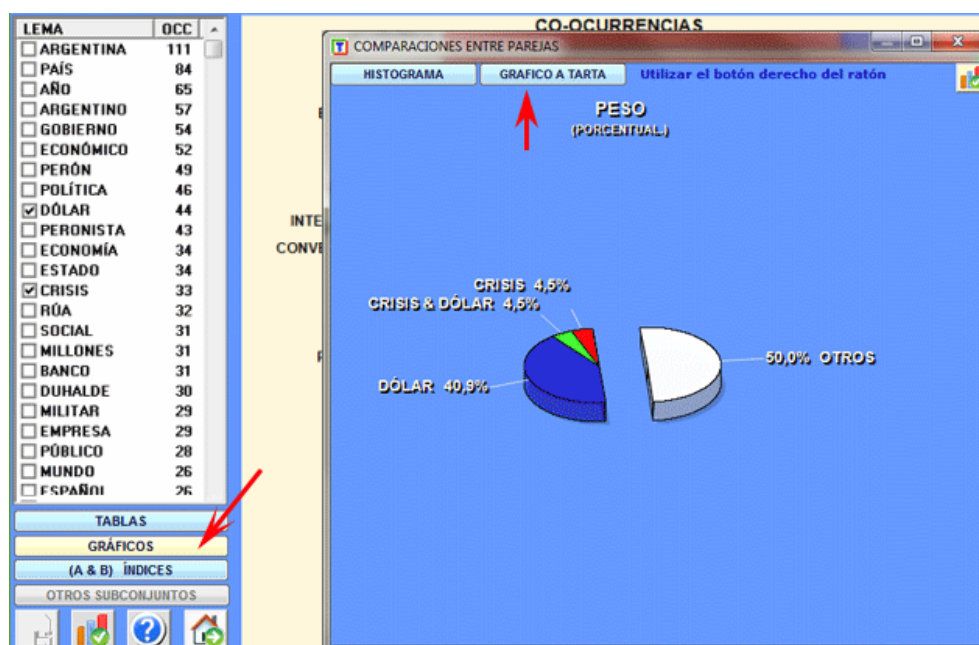 LEMA OCC
ARGENTINA 111
PAÍS 84
AÑO 65
ARGENTINO 57
GOBIERNO 54
ECONÓMICO 52
PERÓN 49
POLÍTICA 46
DÓLAR 44
PERONISTA 43
ECONOMÍA 34
ESTADO 34
CRISIS 33
RÚA 32
SOCIAL 31
MILLONES 31
BANCO 31
DUHALDE 30
MILITAR 29
EMPRESA 29
PÚBLICO 28
MUNDO 26
ESPAÑOL 26
TABLAS
GRÁFICOS
(A & B) ÍNDICES
OTROS SUBCONJUNTOS
CO-OCURRENCIAS
INTE
CONVE
COMPARACIONES ENTRE PAREJAS
HISTOGRAMA GRAFICO A TARTA Utilizar el botón derecho del ratón
PESO
(PORCENTUAL.)
CRISIS 4,5%
CRISIS & DÓLAR 4,5%
50,0% OTROS
DÓLAR 40,9%